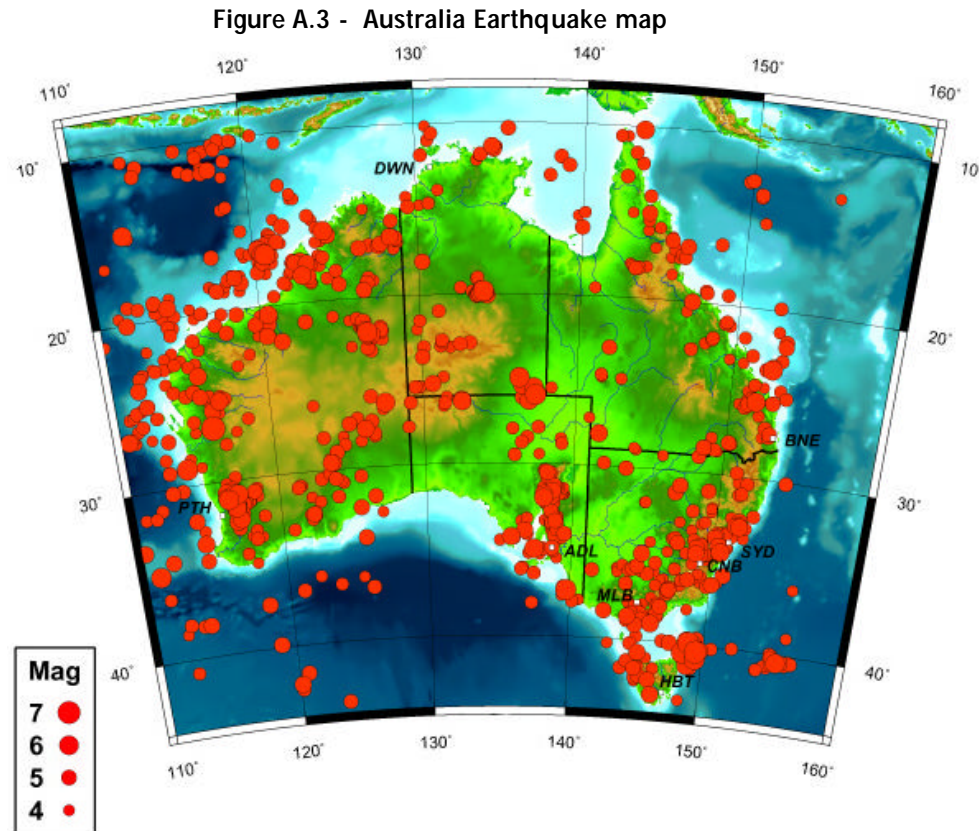 Figure A.3 - Australia Earthquake map
110° 120° 130° 140° 150° 160°
10° 10°
DWN
20° 20°
BNE
30° 30°
PTH
ADL SYD
CNB
MLB
HBT
40° 40°
110° 120° 130° 140° 150° 160°
Mag
7
6
5
4